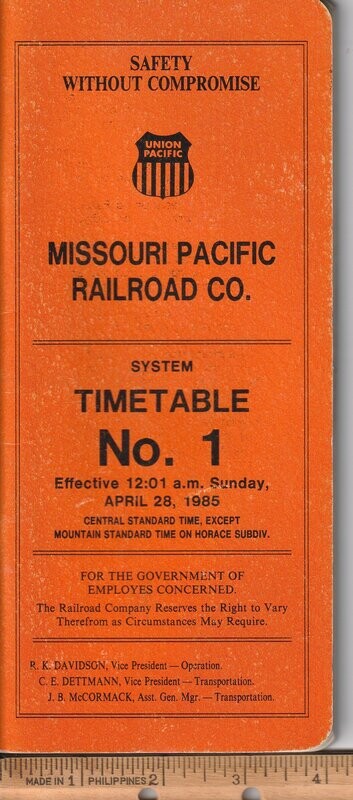 SAFETY
WITHOUT COMPROMISE
UNION
PACIFIC
MISSOURI PACIFIC
RAILROAD CO.
SYSTEM
TIMETABLE
No. 1
Effective 12:01 a.m. Sunday,
APRIL 28, 1985
CENTRAL STANDARD TIME, EXCEPT
MOUNTAIN STANDARD TIME ON HORACE SUBDIV.
FOR THE GOVERNMENT OF
EMPLOYES CONCERNED.
The Railroad Company Reserves the Right to Vary
Therefrom as Circumstances May Require.
R. K. DAVIDSON, Vice President — Operation.
C. E. DETTMANN, Vice President — Transportation.
J. B. McCORMACK, Asst. Gen. Mgr. — Transportation.
MADE IN 1 PHILIPPINES 2 3 4